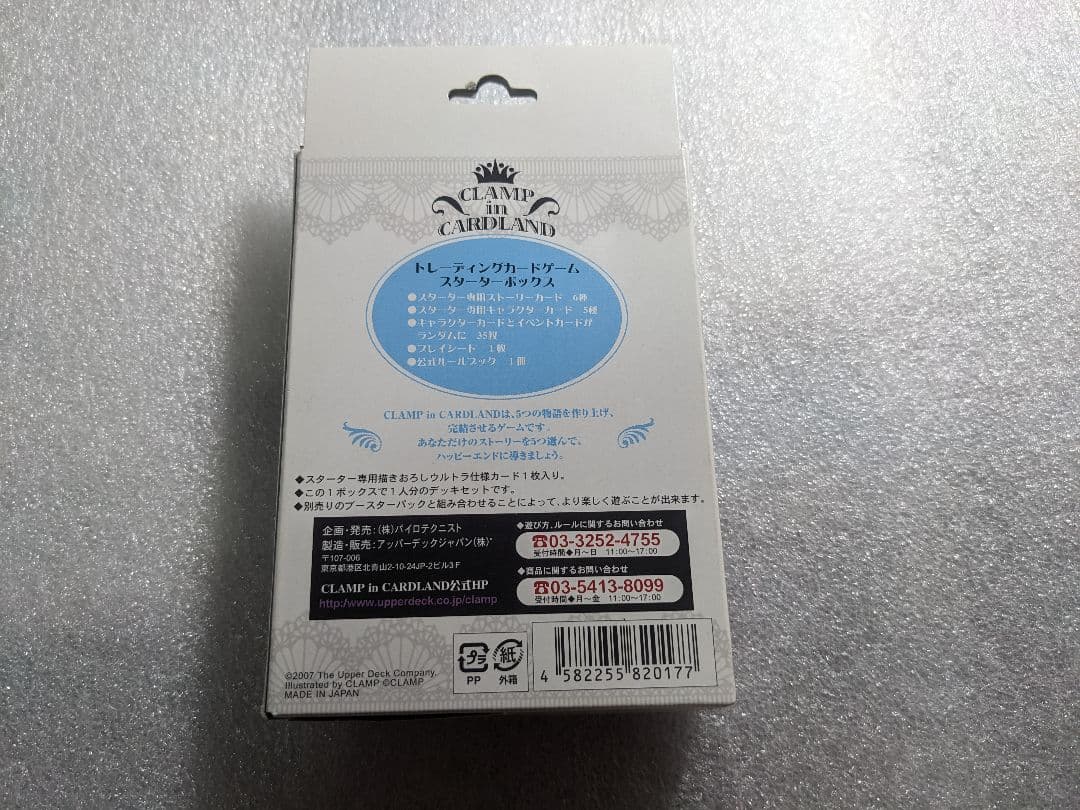 CLAMP
in
CARDLAND
トレーディングカードゲーム
スターターボックス
●スターター専用ストーリーカード　6種
●スターター専用キャラクターカード　5種
●キャラクターカードとイベントカードが
ランダムに　35枚
●プレイシート　1枚
●公式ルールブック　1冊
CLAMP in CARDLANDは、5つの物語を作り上げ、
完結させるゲームです。
あなただけのストーリーを5つ選んで、
ハッピーエンドに導きましょう。
◆スターター専用描きおろしウルトラ仕様カード1枚入り。
◆この1ボックスで1人分のデッキセットです。
◆別売りのブースターパックと組み合わせることによって、より楽しく遊ぶことが出来ます。
企画・発売：（株）パイロテクニスト
製造・販売：アッパーデックジャパン（株）
〒107-006
東京都港区北青山2-10-24JP-2ビル3F
CLAMP in CARDLAND公式HP
http://www.upperdeck.co.jp/clamp
◆遊び方、ルールに関するお問い合わせ
☎03-3252-4755
受付時間◆月～日　11:00～17:00
◆商品に関するお問い合わせ
☎03-5413-8099
受付時間◆月～金　11:00～17:00
©2007 The Upper Deck Company.
Illustrated by CLAMP ©CLAMP
MADE IN JAPAN
プラ
PP
紙
外箱
4 582255 820177